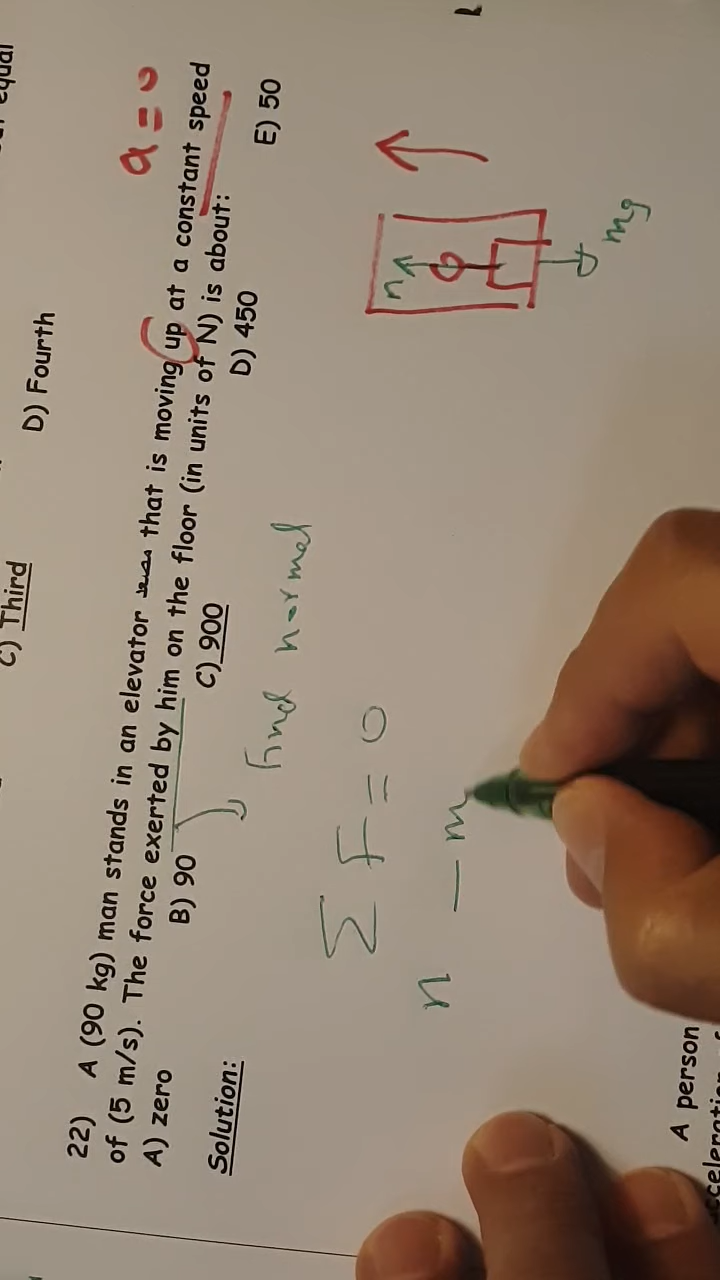 equal
C) Third
D) Fourth
a = 0
22) A (90 kg) man stands in an elevator that is moving up at a constant speed
of (5 m/s). The force exerted by him on the floor (in units of N) is about:
A) zero
B) 90
C) 900
D) 450
E) 50
Find normal
Solution:
Σ F = 0
n - m
n
mg
A person